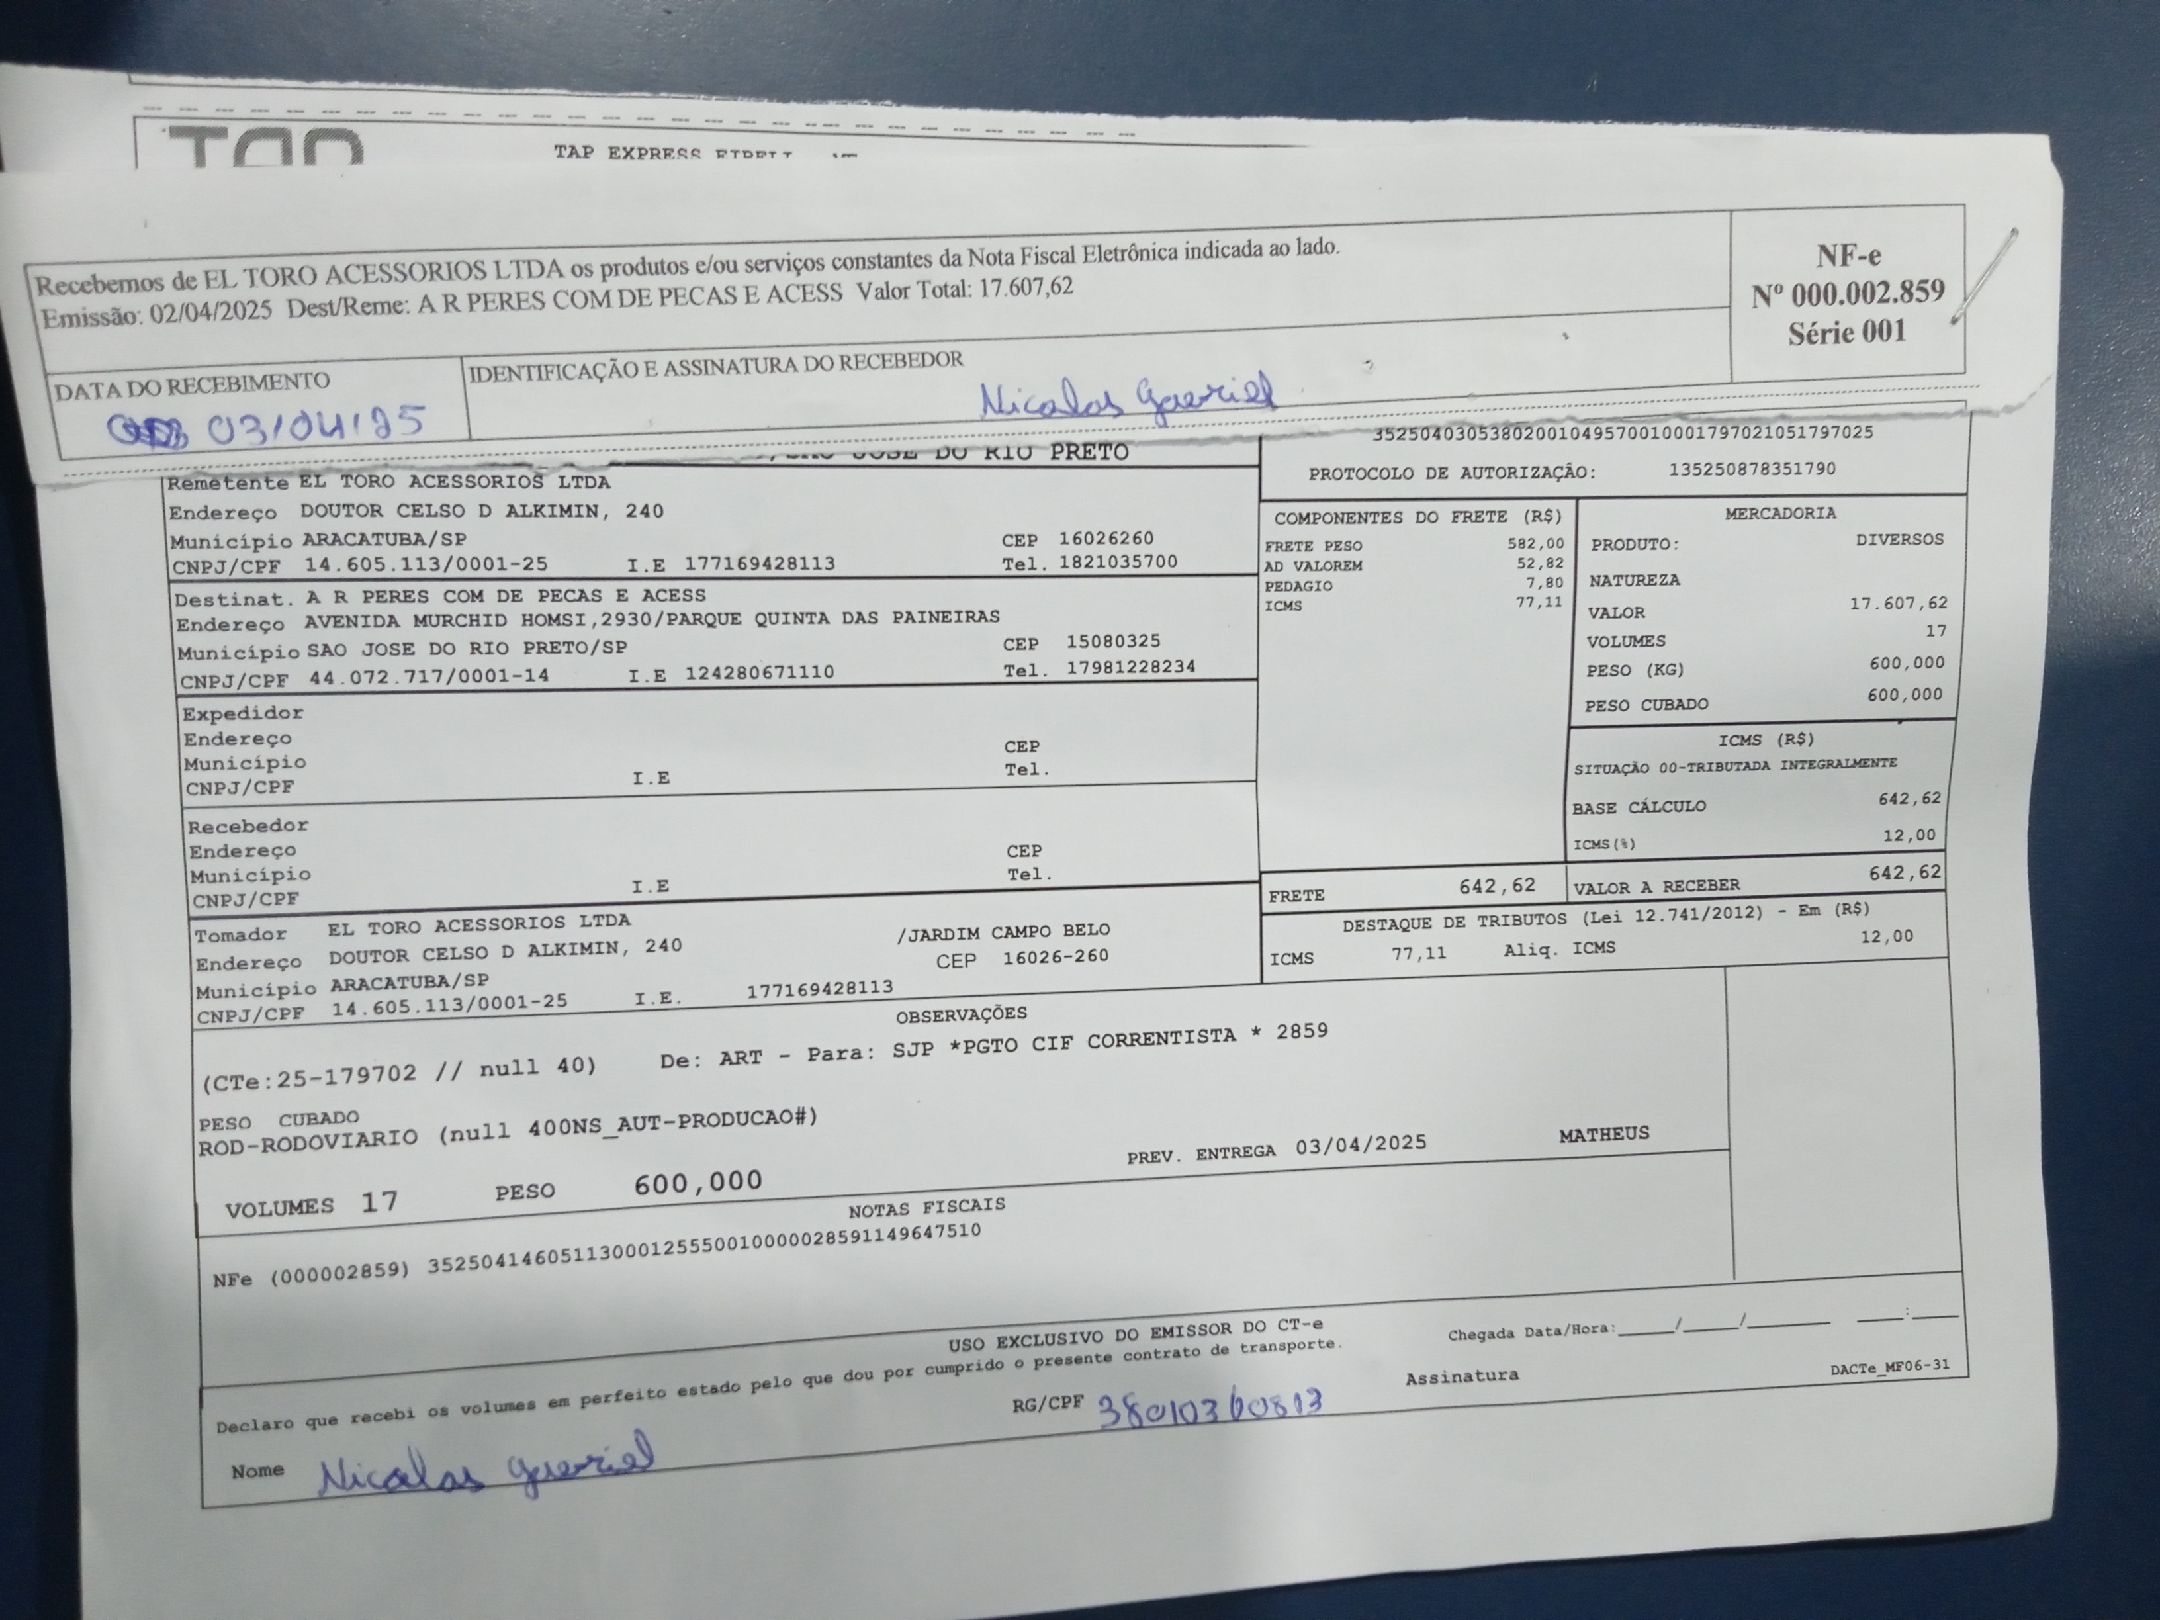 TAP
TAP EXPRESS
Recebemos de EL TORO ACESSORIOS LTDA os produtos e/ou serviços constantes da Nota Fiscal Eletrônica indicada ao lado.
Emissão: 02/04/2025 Dest/Reme: A R PERES COM DE PECAS E ACESS Valor Total: 17.607,62
NF-e
Nº 000.002.859
Série 001
DATA DO RECEBIMENTO
03/04/25
IDENTIFICAÇÃO E ASSINATURA DO RECEBEDOR
Nicolas Gabriel
JOSE DO RIO PRETO
35250403053802001049570010001797021051797025
PROTOCOLO DE AUTORIZAÇÃO: 135250878351790
Remetente EL TORO ACESSORIOS LTDA
Endereço DOUTOR CELSO D ALKIMIN, 240
Município ARACATUBA/SP CEP 16026260
CNPJ/CPF 14.605.113/0001-25 I.E 177169428113 Tel. 1821035700
Destinat. A R PERES COM DE PECAS E ACESS
Endereço AVENIDA MURCHID HOMSI,2930/PARQUE QUINTA DAS PAINEIRAS
Município SAO JOSE DO RIO PRETO/SP CEP 15080325
CNPJ/CPF 44.072.717/0001-14 I.E 124280671110 Tel. 17981228234
Expedidor
Endereço
Município CEP
CNPJ/CPF I.E Tel.
Recebedor
Endereço CEP
Município Tel.
CNPJ/CPF I.E
Tomador EL TORO ACESSORIOS LTDA
Endereço DOUTOR CELSO D ALKIMIN, 240 /JARDIM CAMPO BELO
Município ARACATUBA/SP CEP 16026-260
CNPJ/CPF 14.605.113/0001-25 I.E. 177169428113
COMPONENTES DO FRETE (R$)
FRETE PESO 582,00
AD VALOREM 52,82
PEDAGIO 7,80
ICMS 77,11
MERCADORIA
PRODUTO: DIVERSOS
NATUREZA
VALOR 17.607,62
VOLUMES 17
PESO (KG) 600,000
PESO CUBADO 600,000
ICMS (R$)
SITUAÇÃO 00-TRIBUTADA INTEGRALMENTE
BASE CÁLCULO 642,62
ICMS(%) 12,00
FRETE 642,62 VALOR A RECEBER 642,62
DESTAQUE DE TRIBUTOS (Lei 12.741/2012) - Em (R$)
ICMS 77,11 Aliq. ICMS 12,00
OBSERVAÇÕES
(CTe:25-179702 // null 40) De: ART - Para: SJP *PGTO CIF CORRENTISTA * 2859
PESO CUBADO
ROD-RODOVIARIO (null 400NS_AUT-PRODUCAO#)
PREV. ENTREGA 03/04/2025 MATHEUS
VOLUMES 17 PESO 600,000
NOTAS FISCAIS
NFe (000002859) 35250414605113000125550010000028591149647510
USO EXCLUSIVO DO EMISSOR DO CT-e
Declaro que recebi os volumes em perfeito estado pelo que dou por cumprido o presente contrato de transporte.
Chegada Data/Hora:____/____/______ ___:___
Nome Nicolas Gabriel
RG/CPF 38010360813
Assinatura
DACTe_MF06-31